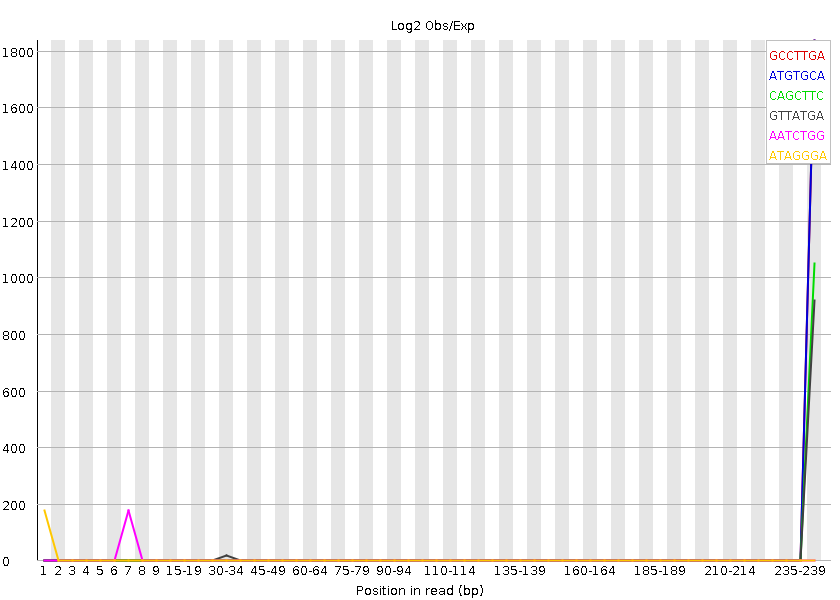 Log2 Obs/Exp
1800
1600
1400
1200
1000
800
600
400
200
0
GCCTTGA
ATGTGCA
CAGCTTC
GTTATGA
AATCTGG
ATAGGGA
1 2 3 4 5 6 7 8 9 15-19 30-34 45-49 60-64 75-79 90-94 110-114 135-139 160-164 185-189 210-214 235-239
Position in read (bp)